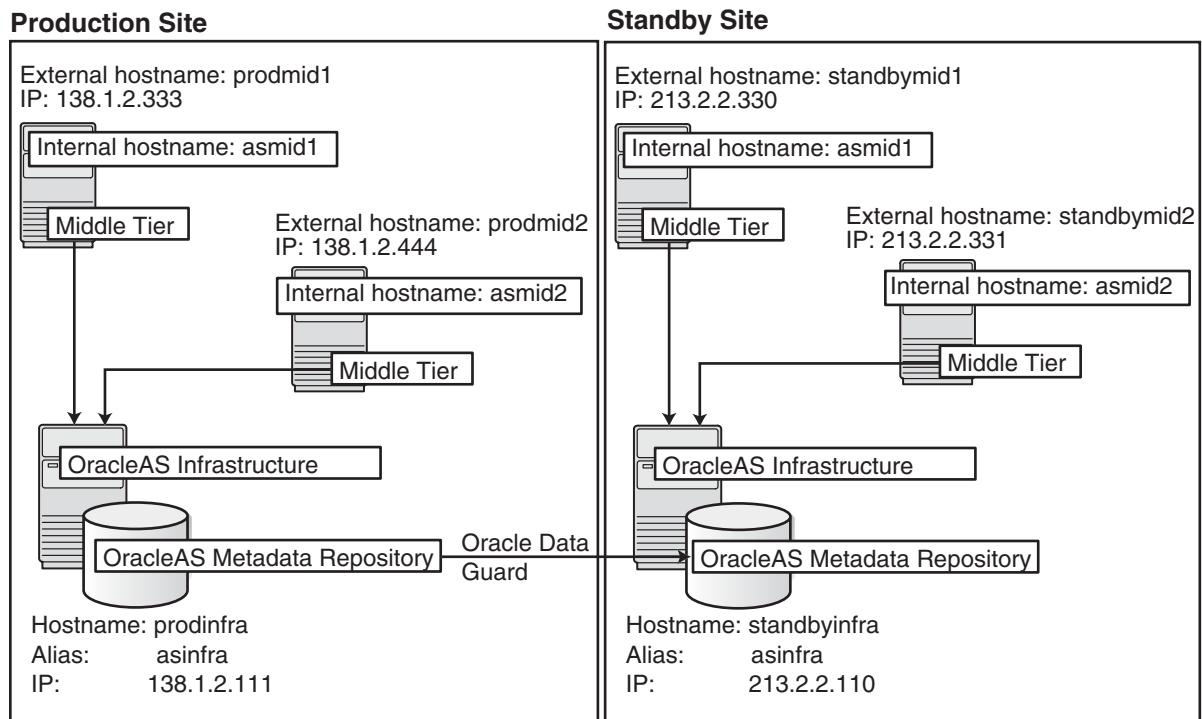 Production Site
External hostname: prodmid1
IP: 138.1.2.333
Internal hostname: asmid1
Middle Tier
External hostname: prodmid2
IP: 138.1.2.444
Internal hostname: asmid2
Middle Tier
OracleAS Infrastructure
OracleAS Metadata Repository
Hostname: prodinfra
Alias: asinfra
IP: 138.1.2.111
Oracle Data
Guard
Standby Site
External hostname: standbymid1
IP: 213.2.2.330
Internal hostname: asmid1
Middle Tier
External hostname: standbymid2
IP: 213.2.2.331
Internal hostname: asmid2
Middle Tier
OracleAS Infrastructure
OracleAS Metadata Repository
Hostname: standbyinfra
Alias: asinfra
IP: 213.2.2.110